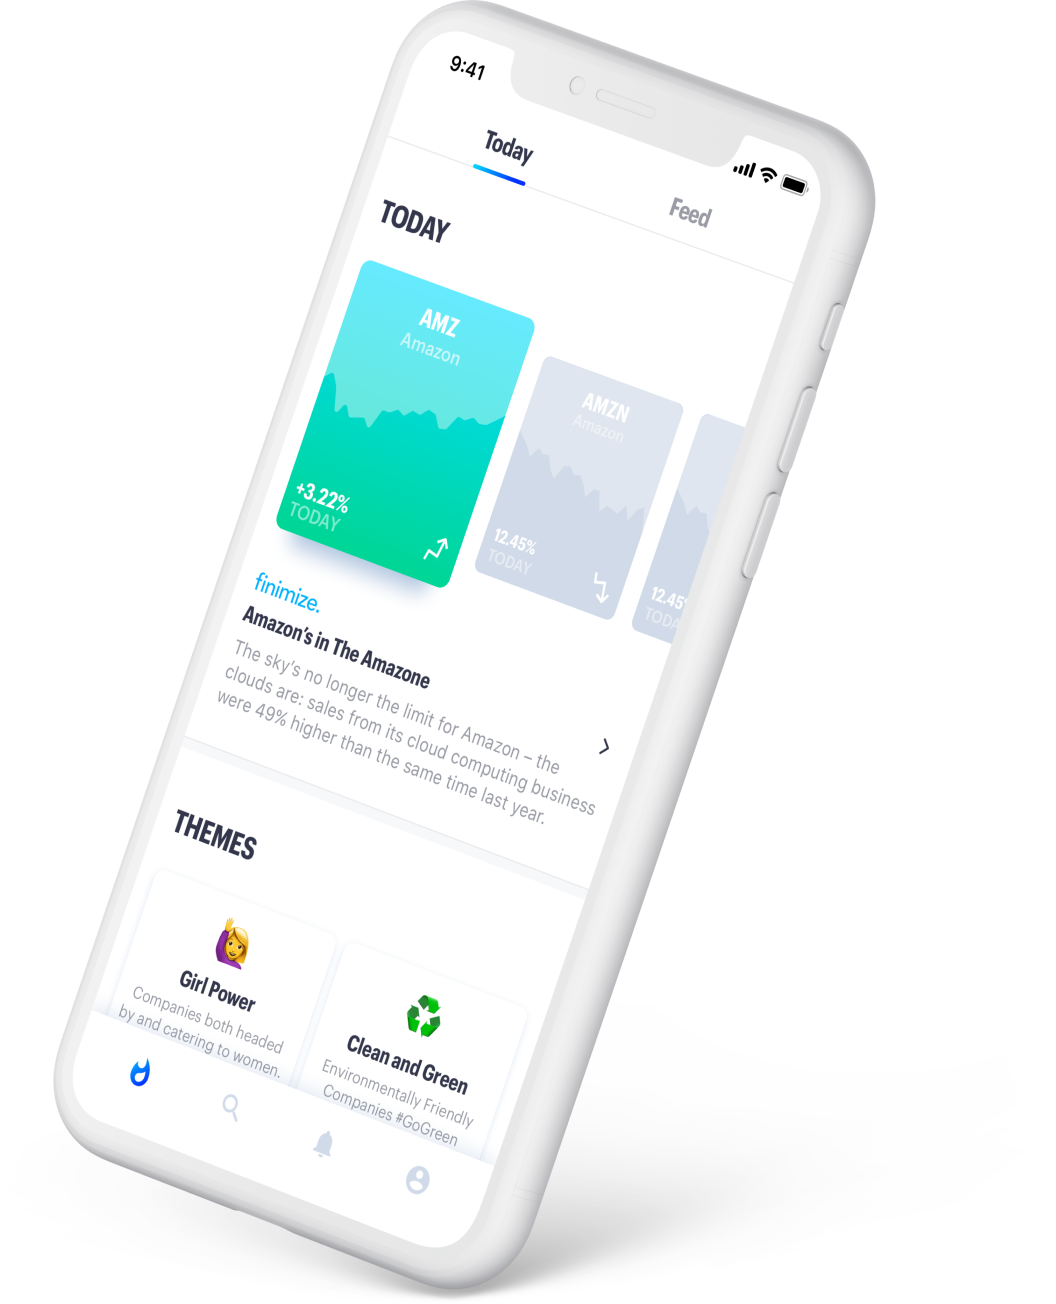 9:41
Today
Feed
TODAY
AMZ
Amazon
+3.22%
TODAY
AMZN
Amazon
12.45%
TODAY
12.45
TODA
finimize.
Amazon's in The Amazone
The sky's no longer the limit for Amazon – the
clouds are: sales from its cloud computing business
were 49% higher than the same time last year.
THEMES
Girl Power
Companies both headed
by and catering to women.
Clean and Green
Environmentally Friendly
Companies #GoGreen